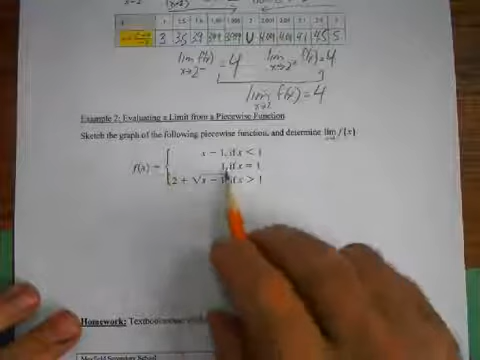 x 1 1.5 1.9 1.99 1.999 2 2.001 2.01 2.1 2.5 3
3 3.5 3.9 3.99 3.999 U 4.001 4.01 4.1 4.5 5
lim f(x) = 4 lim f(x) = 4
x→2⁻ x→2⁺
lim f(x) = 4
x→2
Example 2: Evaluating a Limit from a Piecewise Function
Sketch the graph of the following piecewise function, and determine lim f(x)
x − 1, if x < 1
f(x) = 1, if x = 1
2 + √x − 1, if x > 1
Homework: Textbook
Secondary School